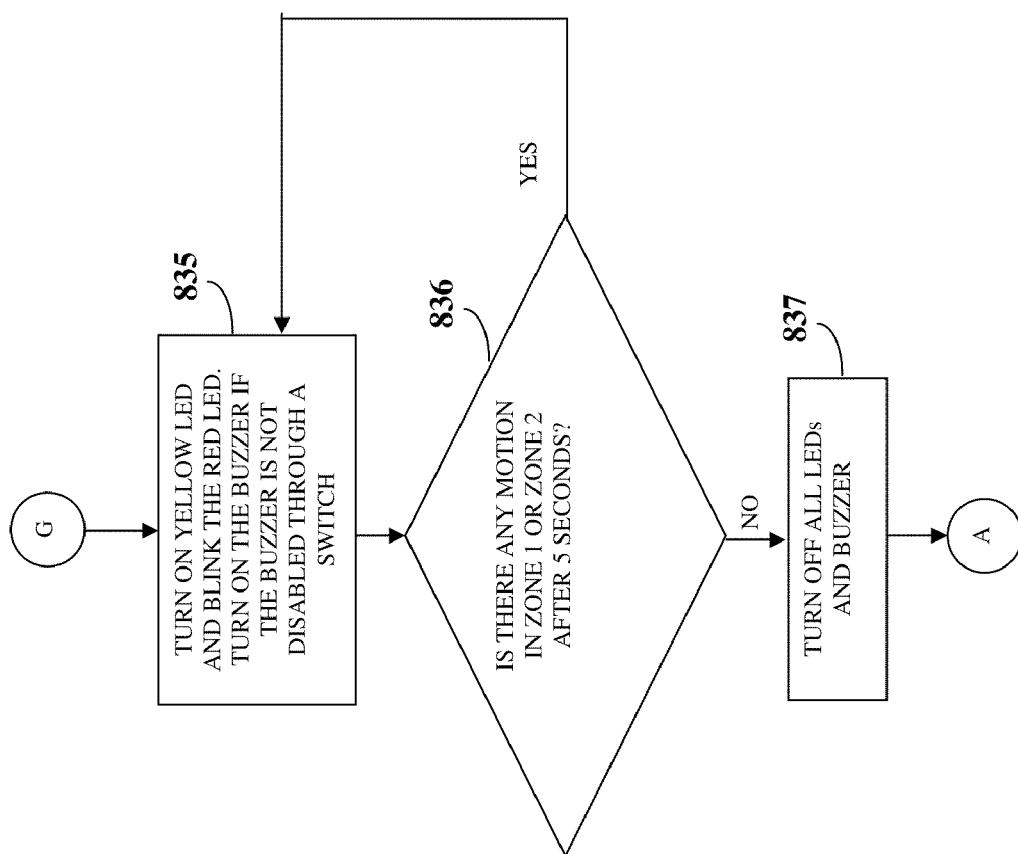 G
835
TURN ON YELLOW LED
AND BLINK THE RED LED.
TURN ON THE BUZZER IF
THE BUZZER IS NOT
DISABLED THROUGH A
SWITCH
836
IS THERE ANY MOTION
IN ZONE 1 OR ZONE 2
AFTER 5 SECONDS?
YES
NO
837
TURN OFF ALL LEDs
AND BUZZER
A